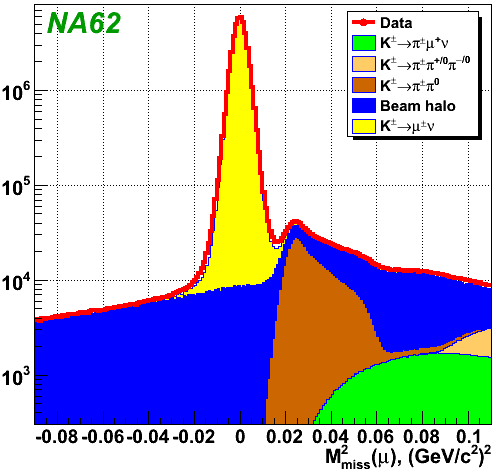 NA62
Data
K±→π±μ⁺ν
K±→π±π⁺/⁰π⁻/⁰
K±→π±π⁰
Beam halo
K±→μ±ν
10⁶
10⁵
10⁴
10³
-0.08 -0.06 -0.04 -0.02 0 0.02 0.04 0.06 0.08 0.1
M²miss(μ), (GeV/c²)²